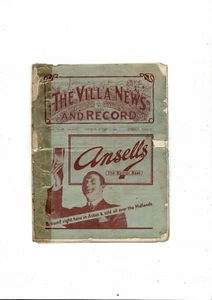 THE VILLA NEWS
AND RECORD
Ansells
The Better Beer
Brewed right here in Aston & sold all over the Midlands.